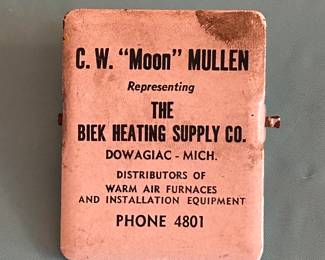 C. W. "Moon" MULLEN
Representing
THE
BIEK HEATING SUPPLY CO.
DOWAGIAC - MICH.
DISTRIBUTORS OF
WARM AIR FURNACES
AND INSTALLATION EQUIPMENT
PHONE 4801